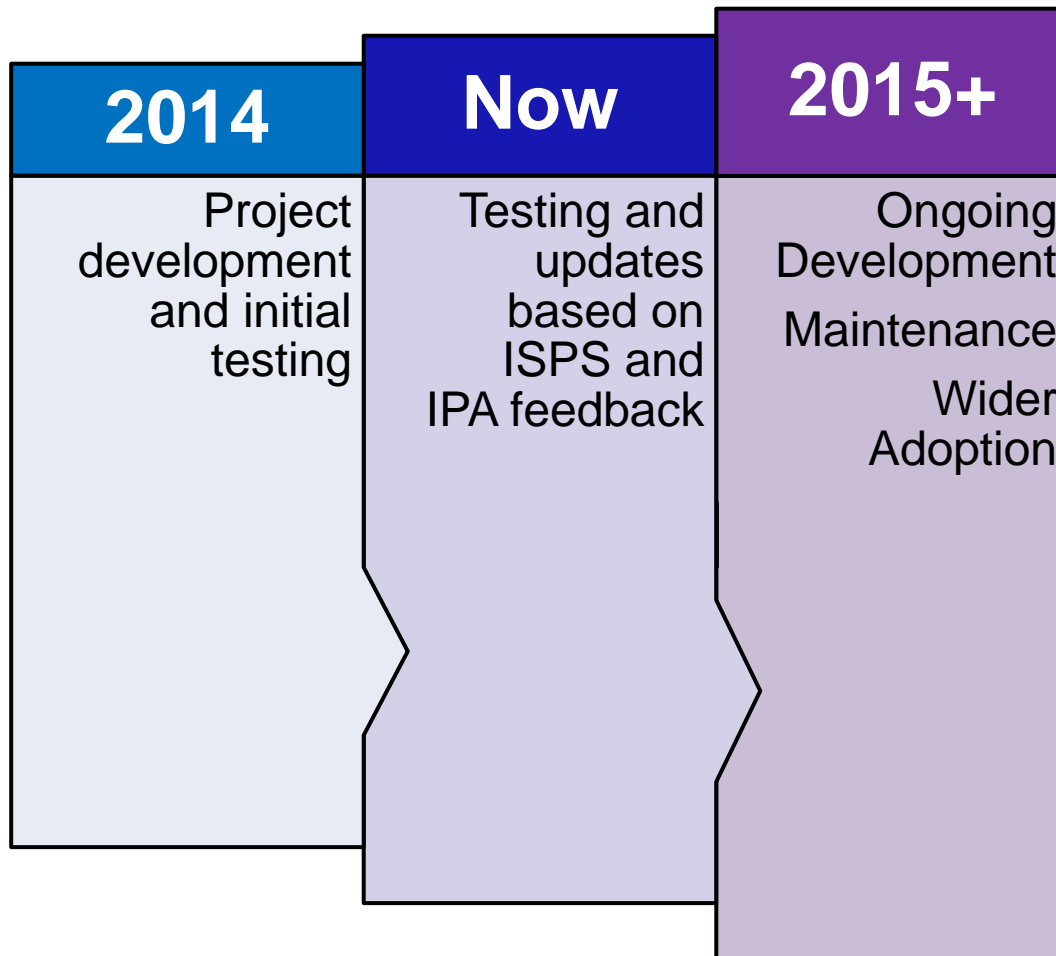 2014
Project
development
and initial
testing
Now
Testing and
updates
based on
ISPS and
IPA feedback
2015+
Ongoing
Development
Maintenance
Wider
Adoption